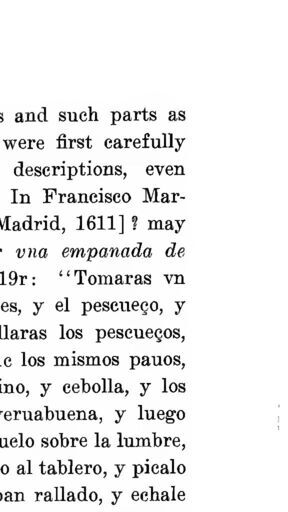 s and such parts as
were first carefully
descriptions, even
In Francisco Mar-
Madrid, 1611] ? may
vna empanada de
19r: “Tomaras vn
es, y el pescueço, y
llaras los pescueços,
los mismos pauos,
ino, y cebolla, y los
veruabuena, y luego
uelo sobre la lumbre,
o al tablero, y picalo
pan rallado, y echale